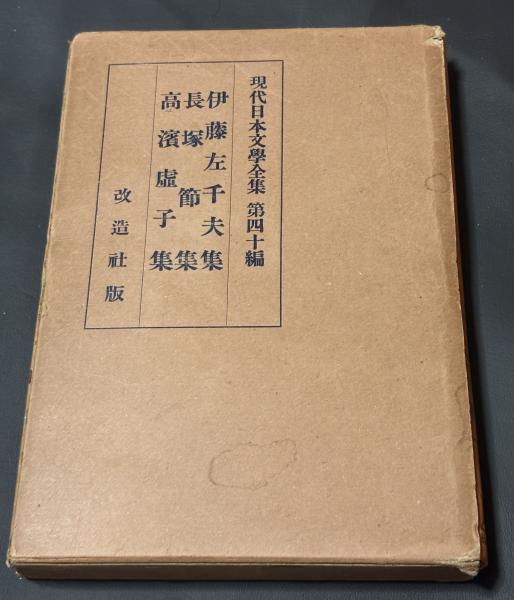 現代日本文學全集 第四十編
伊藤左千夫集
長塚節集
高濱虛子集
改造社版